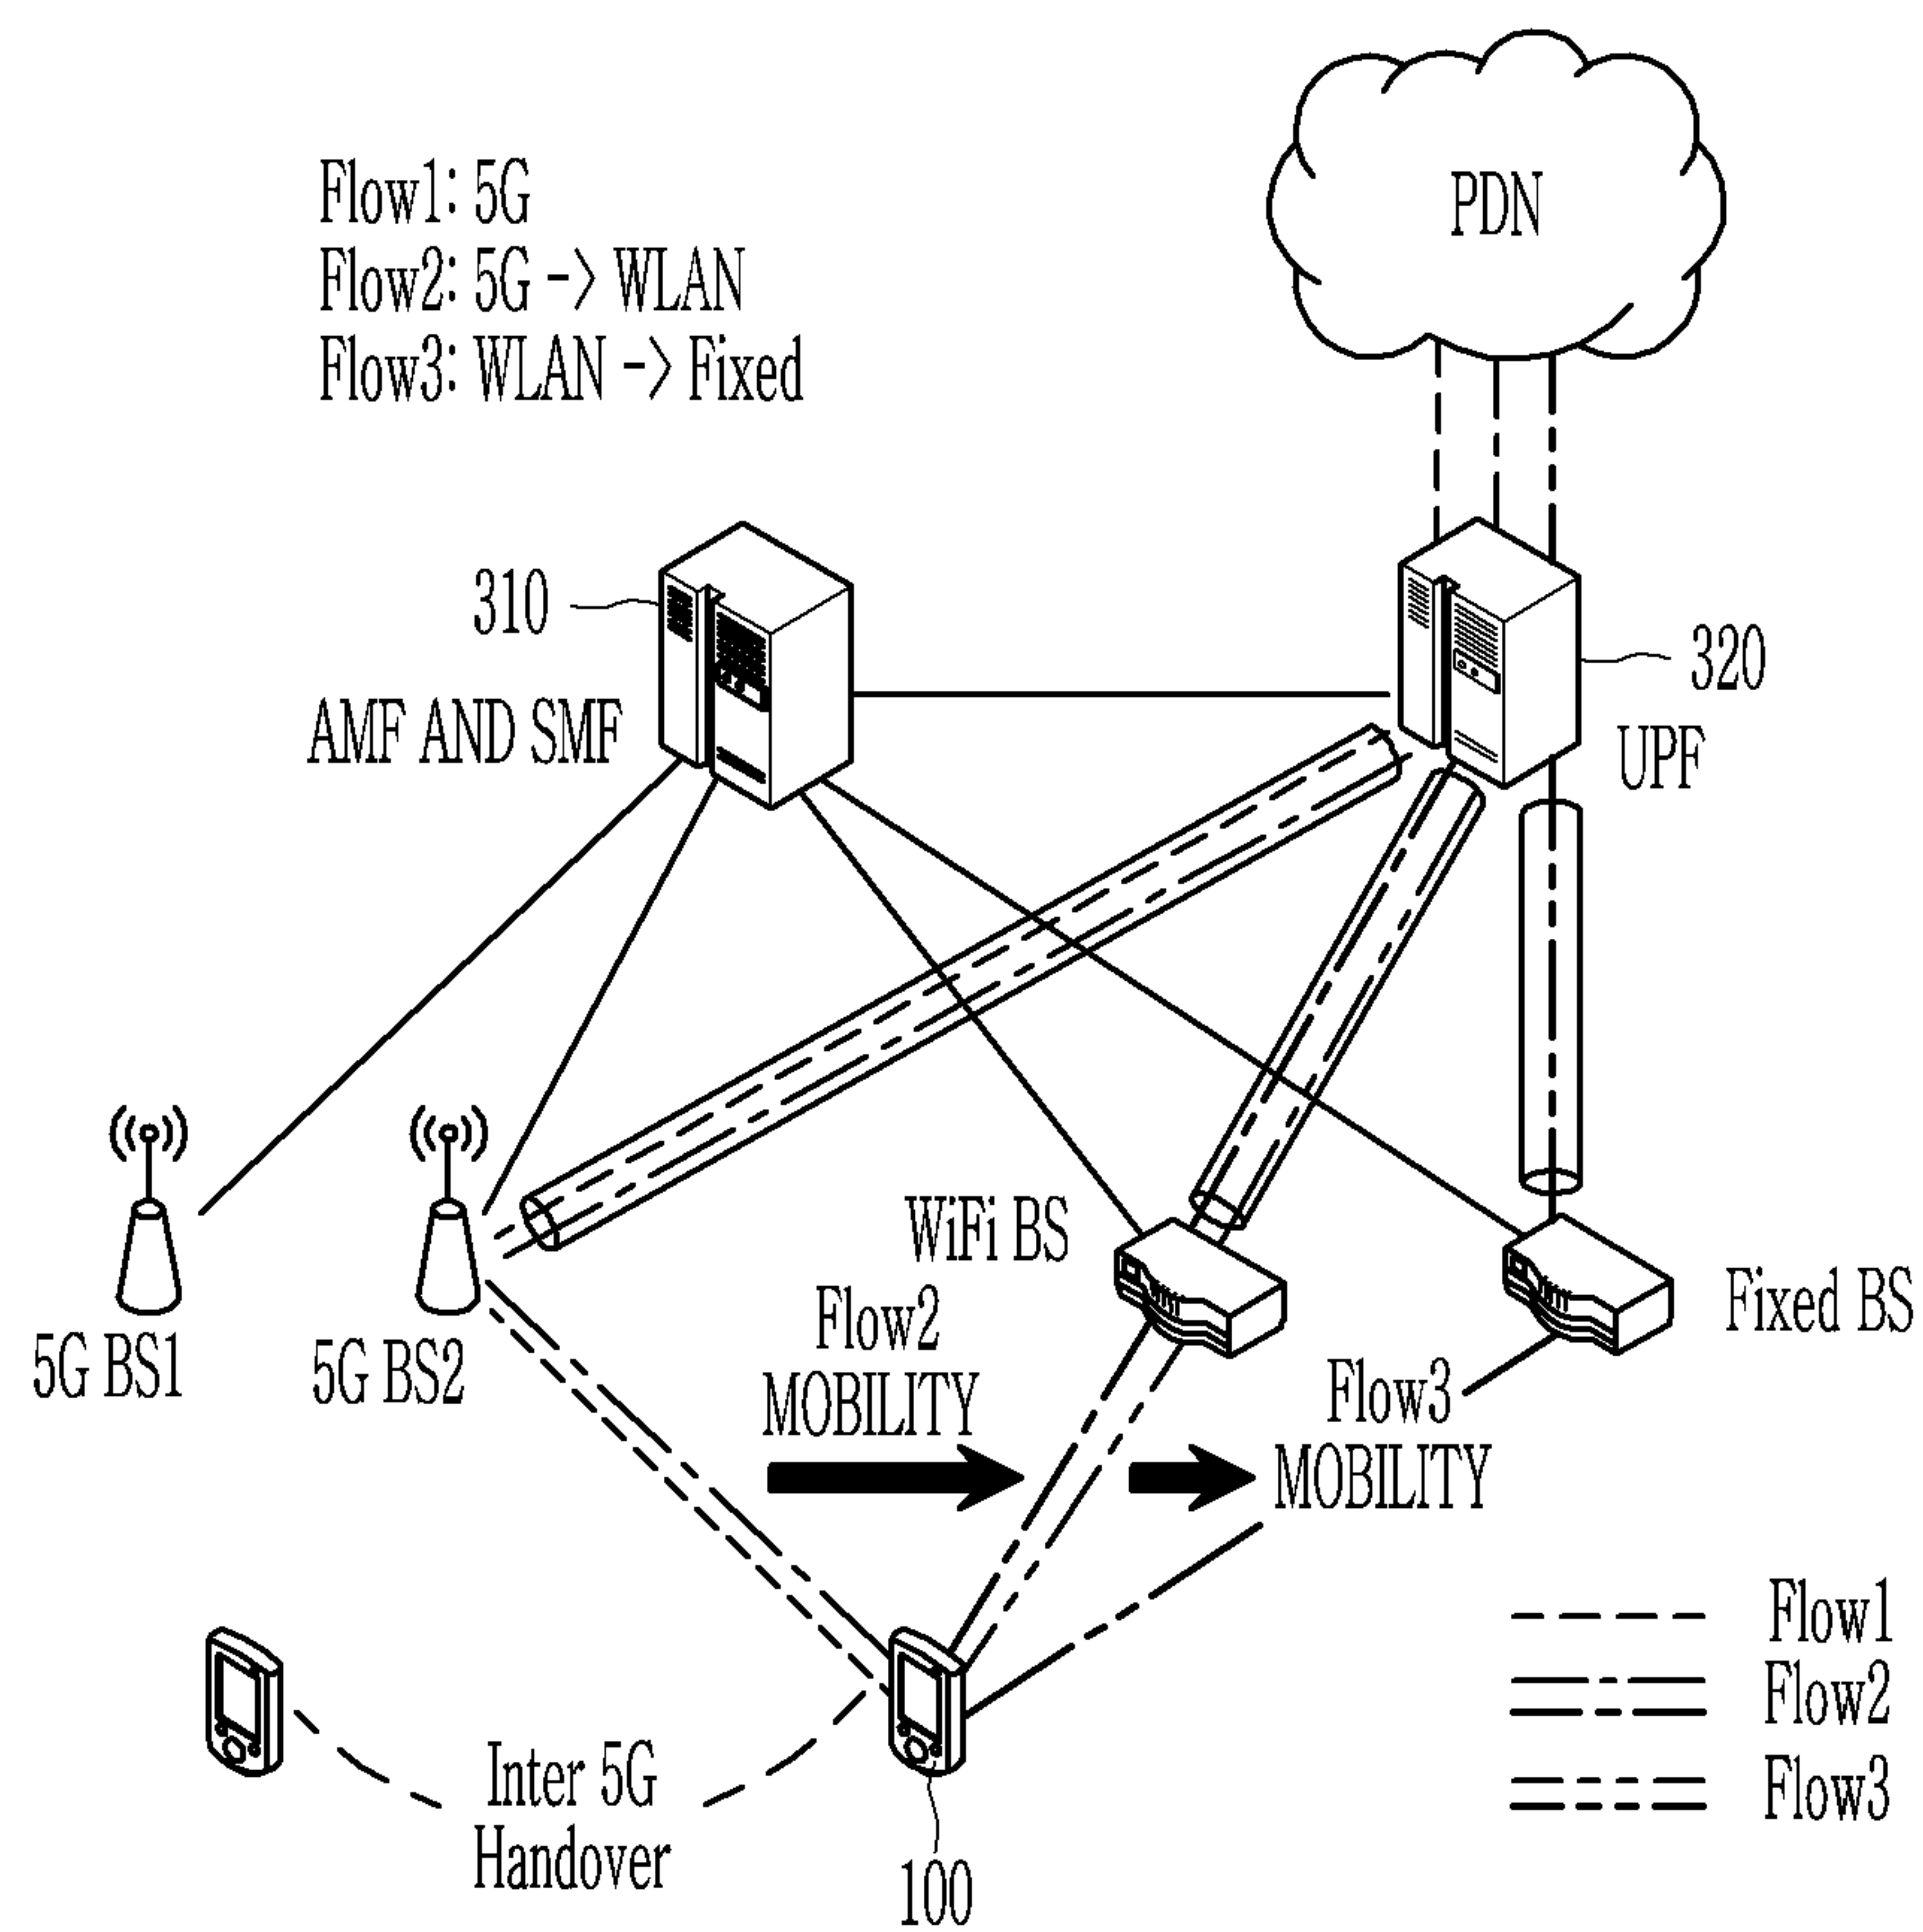 PDN
Flow1: 5G
Flow2: 5G -> WLAN
Flow3: WLAN -> Fixed
310
320
AMF AND SMF
UPF
WiFi BS
Fixed BS
5G BS1
5G BS2
Flow2
MOBILITY
Flow3
MOBILITY
Flow1
Flow2
Flow3
Inter 5G
Handover
100